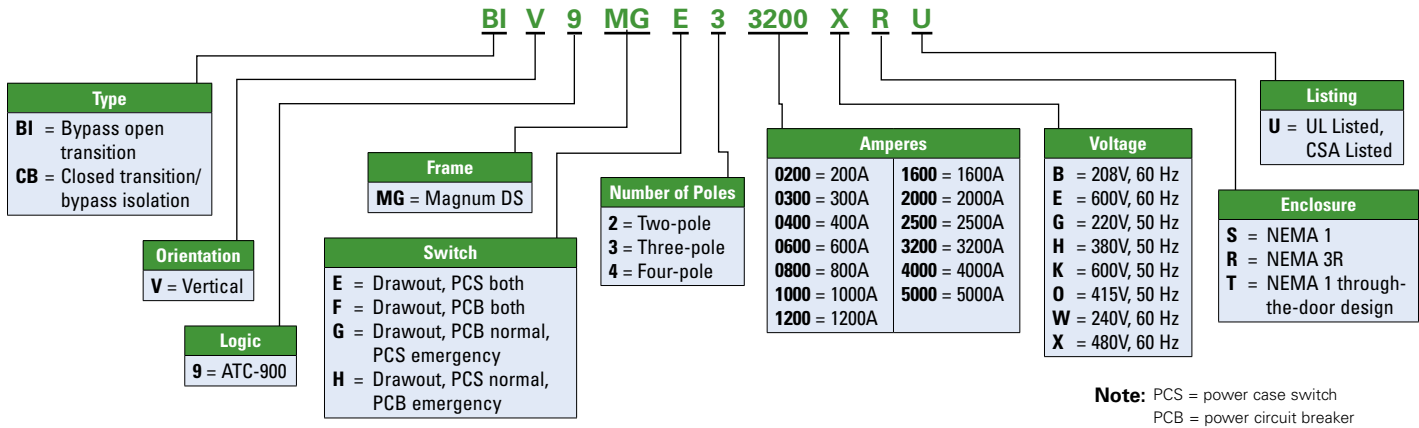 BI V 9 MG E 3 3200 X R U
Type
BI = Bypass open
transition
CB = Closed transition/
bypass isolation
Orientation
V = Vertical
Logic
9 = ATC-900
Frame
MG = Magnum DS
Switch
E = Drawout, PCS both
F = Drawout, PCB both
G = Drawout, PCB normal,
PCS emergency
H = Drawout, PCS normal,
PCB emergency
Number of Poles
2 = Two-pole
3 = Three-pole
4 = Four-pole
Amperes
0200 = 200A
0300 = 300A
0400 = 400A
0600 = 600A
0800 = 800A
1000 = 1000A
1200 = 1200A
1600 = 1600A
2000 = 2000A
2500 = 2500A
3200 = 3200A
4000 = 4000A
5000 = 5000A
Voltage
B = 208V, 60 Hz
E = 600V, 60 Hz
G = 220V, 50 Hz
H = 380V, 50 Hz
K = 600V, 50 Hz
O = 415V, 50 Hz
W = 240V, 60 Hz
X = 480V, 60 Hz
Enclosure
S = NEMA 1
R = NEMA 3R
T = NEMA 1 through-
the-door design
Listing
U = UL Listed,
CSA Listed
Note: PCS = power case switch
PCB = power circuit breaker